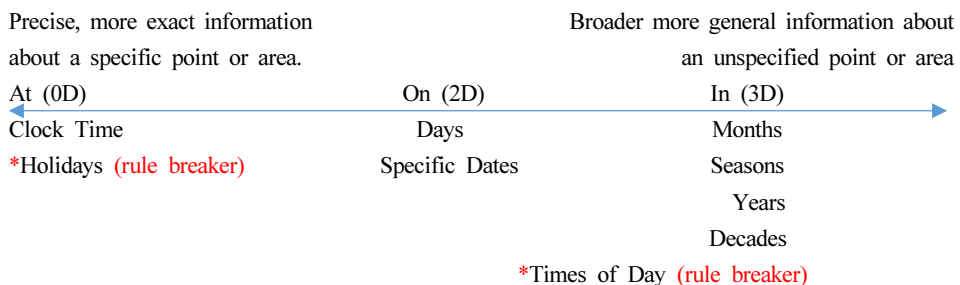 Precise, more exact information
about a specific point or area.
Broader more general information about
an unspecified point or area
At (0D) On (2D) In (3D)
Clock Time Days Months
*Holidays (rule breaker) Specific Dates Seasons
Years
Decades
*Times of Day (rule breaker)